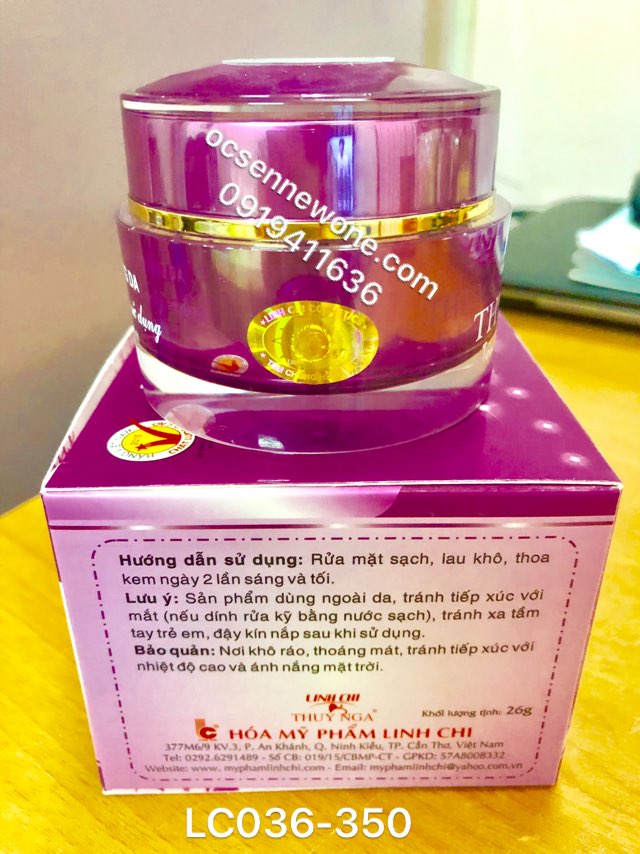 ocsennewone.com
0919411636
DA
dụng
TH
Hướng dẫn sử dụng: Rửa mặt sạch, lau khô, thoa
kem ngày 2 lần sáng và tối.
Lưu ý: Sản phẩm dùng ngoài da, tránh tiếp xúc với
mắt (nếu dính rửa kỹ bằng nước sạch), tránh xa tầm
tay trẻ em, đậy kín nắp sau khi sử dụng.
Bảo quản: Nơi khô ráo, thoáng mát, tránh tiếp xúc với
nhiệt độ cao và ánh nắng mặt trời.
LINH CHI
THUY NGA
Khối lượng tịnh: 26g
HÓA MỸ PHẨM LINH CHI
377M6/9 KV.3, P. An Khánh, Q. Ninh Kiều, TP. Cần Thơ, Việt Nam
Tel: 0292.6291489 - Số CB: 019/15/CBMP-CT - GPKD: 57A8008332
Website: www. myphamlinhchi.com - Email: myphamlinhchi@yahoo.com.vn
LC036-350